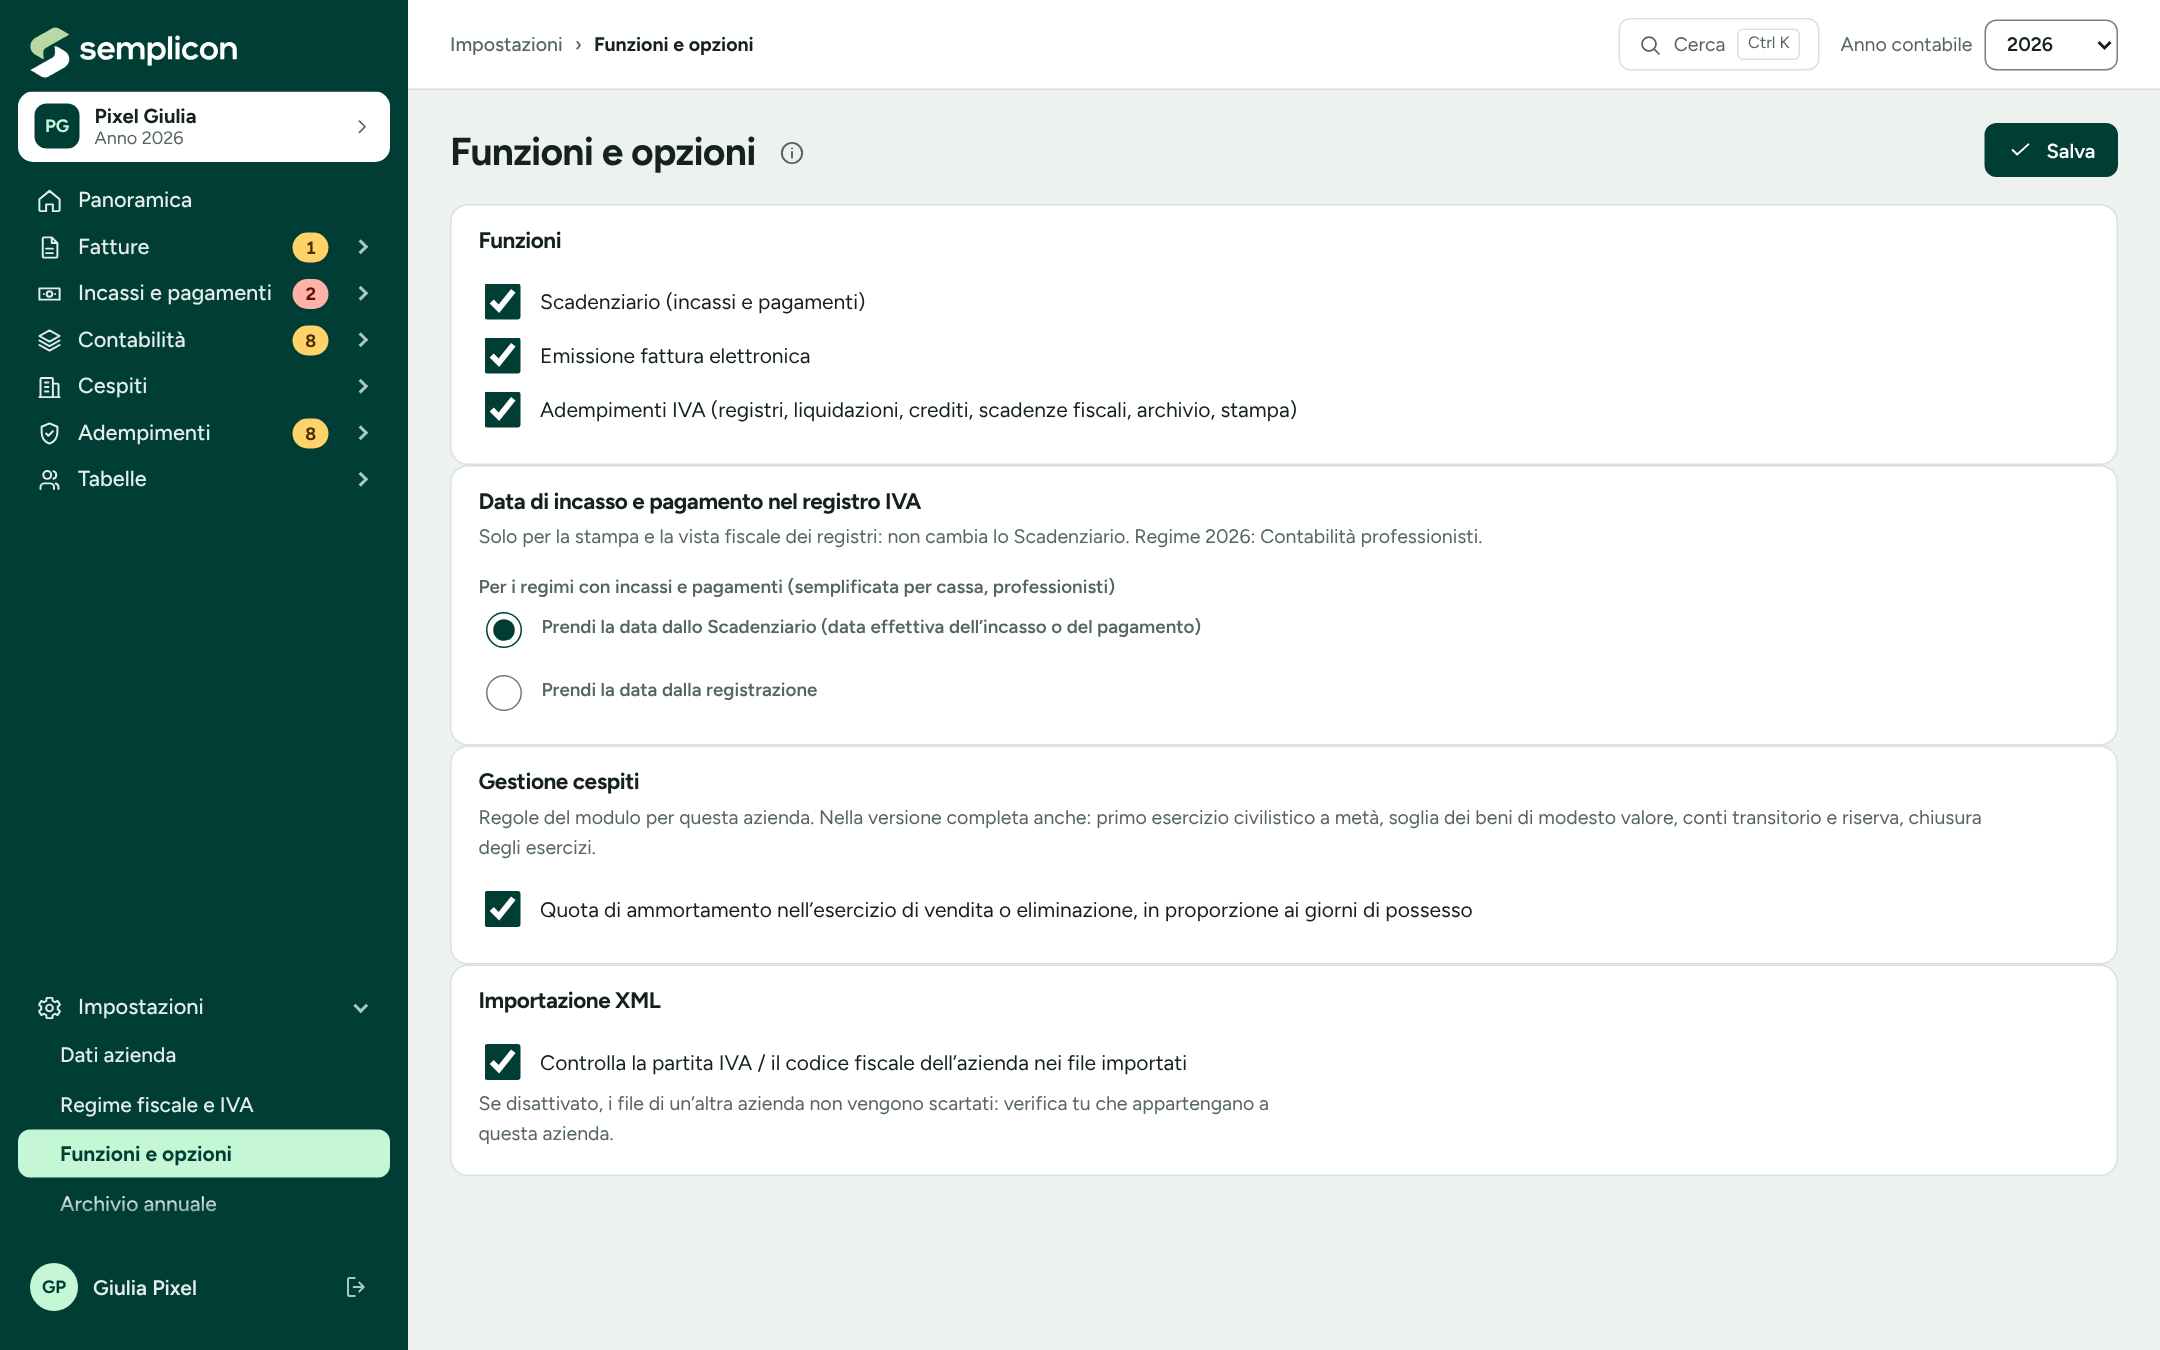 semplicon
PG
Pixel Giulia
Anno 2026
Panoramica
Fatture 1
Incassi e pagamenti 2
Contabilità 8
Cespiti
Adempimenti 8
Tabelle
Impostazioni
Dati azienda
Regime fiscale e IVA
Funzioni e opzioni
Archivio annuale
GP Giulia Pixel
Impostazioni › Funzioni e opzioni
Cerca Ctrl K Anno contabile 2026
Funzioni e opzioni
Salva
Funzioni
Scadenziario (incassi e pagamenti)
Emissione fattura elettronica
Adempimenti IVA (registri, liquidazioni, crediti, scadenze fiscali, archivio, stampa)
Data di incasso e pagamento nel registro IVA
Solo per la stampa e la vista fiscale dei registri: non cambia lo Scadenziario. Regime 2026: Contabilità professionisti.
Per i regimi con incassi e pagamenti (semplificata per cassa, professionisti)
Prendi la data dallo Scadenziario (data effettiva dell’incasso o del pagamento)
Prendi la data dalla registrazione
Gestione cespiti
Regole del modulo per questa azienda. Nella versione completa anche: primo esercizio civilistico a metà, soglia dei beni di modesto valore, conti transitorio e riserva, chiusura
degli esercizi.
Quota di ammortamento nell’esercizio di vendita o eliminazione, in proporzione ai giorni di possesso
Importazione XML
Controlla la partita IVA / il codice fiscale dell’azienda nei file importati
Se disattivato, i file di un’altra azienda non vengono scartati: verifica tu che appartengano a
questa azienda.